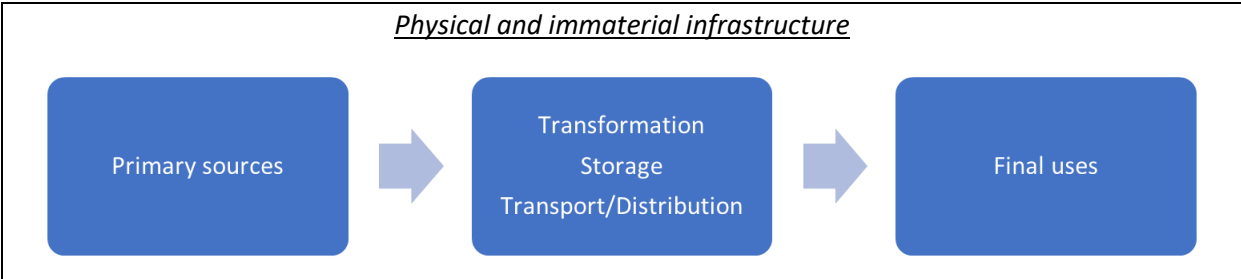 Physical and immaterial infrastructure
Primary sources
Transformation
Storage
Transport/Distribution
Final uses